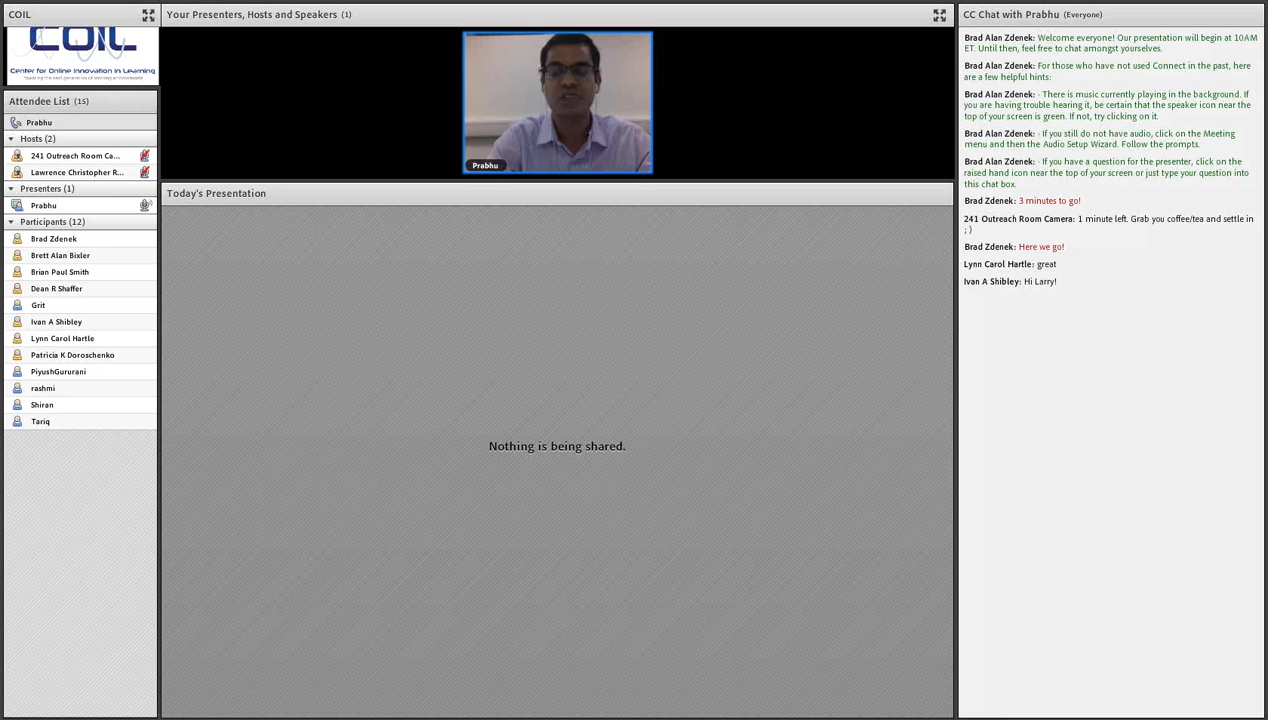 COIL
COIL
Center for Online Innovation in Learning
Attendee List (15)
Prabhu
Hosts (2)
241 Outreach Room Ca...
Lawrence Christopher R...
Presenters (1)
Prabhu
Participants (12)
Brad Zdenek
Brett Alan Bixler
Brian Paul Smith
Dean R Shaffer
Grit
Ivan A Shibley
Lynn Carol Hartle
Patricia K Doroschenko
PiyushGururani
rashmi
Shiran
Tariq
Your Presenters, Hosts and Speakers (1)
Prabhu
Today's Presentation
Nothing is being shared.
CC Chat with Prabhu (Everyone)
Brad Alan Zdenek: Welcome everyone! Our presentation will begin at 10AM
ET. Until then, feel free to chat amongst yourselves.
Brad Alan Zdenek: For those who have not used Connect in the past, here
are a few helpful hints:
Brad Alan Zdenek: · There is music currently playing in the background. If
you are having trouble hearing it, be certain that the speaker icon near the
top of your screen is green. If not, try clicking on it.
Brad Alan Zdenek: · If you still do not have audio, click on the Meeting
menu and then the Audio Setup Wizard. Follow the prompts.
Brad Alan Zdenek: · If you have a question for the presenter, click on the
raised hand icon near the top of your screen or just type your question into
this chat box.
Brad Zdenek: 3 minutes to go!
241 Outreach Room Camera: 1 minute left. Grab you coffee/tea and settle in
; )
Brad Zdenek: Here we go!
Lynn Carol Hartle: great
Ivan A Shibley: Hi Larry!